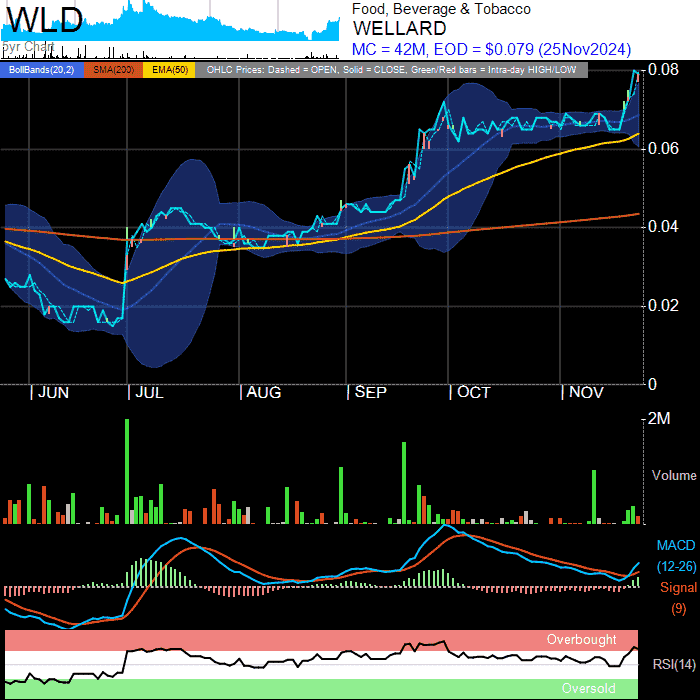 WLD
5yr Chart
Food, Beverage & Tobacco
WELLARD
MC = 42M, EOD = $0.079 (25Nov2024)
BollBands(20,2) SMA(200) EMA(50) OHLC Prices: Dashed = OPEN, Solid = CLOSE, Green/Red bars = Intra-day HIGH/LOW
0.08
0.06
0.04
0.02
0
| JUN | JUL | AUG | SEP | OCT | NOV
2M
Volume
MACD
(12-26)
Signal
(9)
Overbought
RSI(14)
Oversold